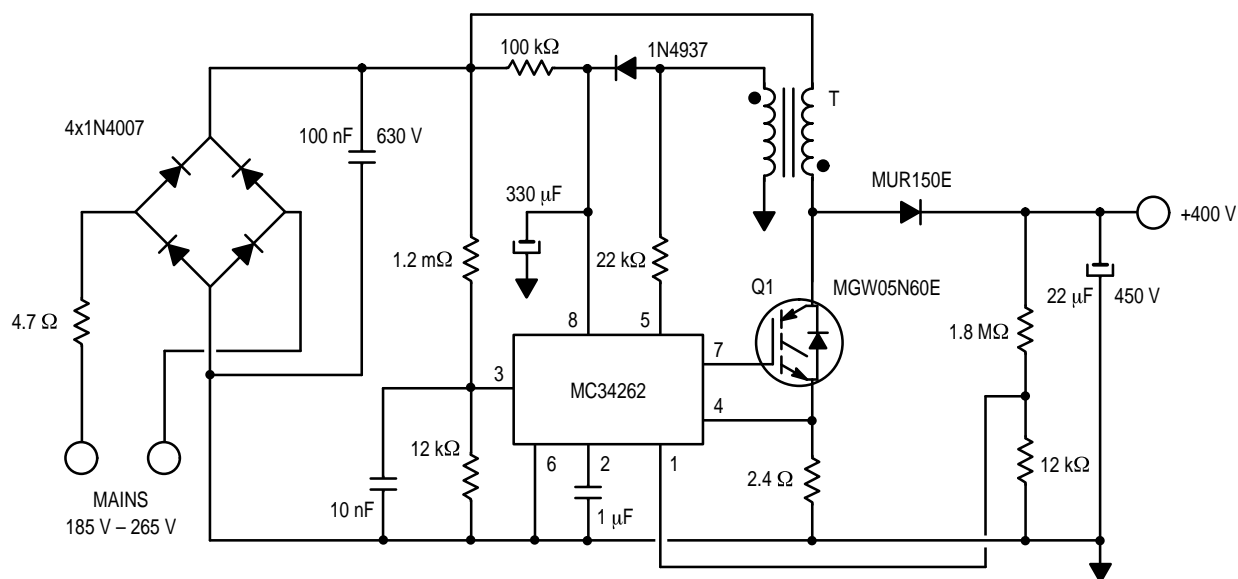 100 kΩ
1N4937
T
4x1N4007
100 nF
630 V
MUR150E
330 µF
+400 V
1.2 mΩ
22 kΩ
Q1
MGW05N60E
22 µF
450 V
4.7 Ω
8
5
1.8 MΩ
7
3
MC34262
4
12 kΩ
6
2
1
12 kΩ
2.4 Ω
MAINS
185 V – 265 V
10 nF
1 µF